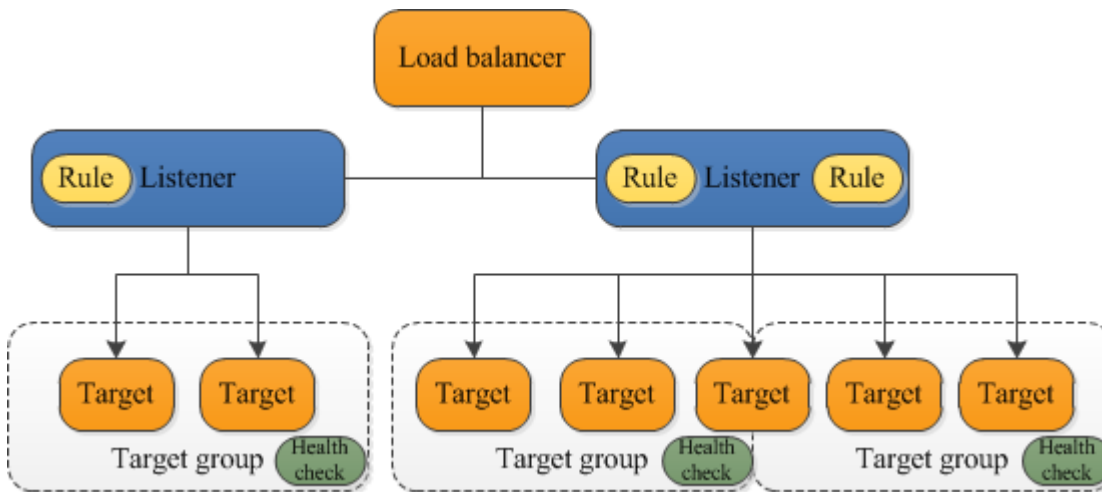 Load balancer
Rule Listener
Rule Listener Rule
Target Target
Target Target Target Target Target
Target group Health check
Target group Health check
Target group Health check